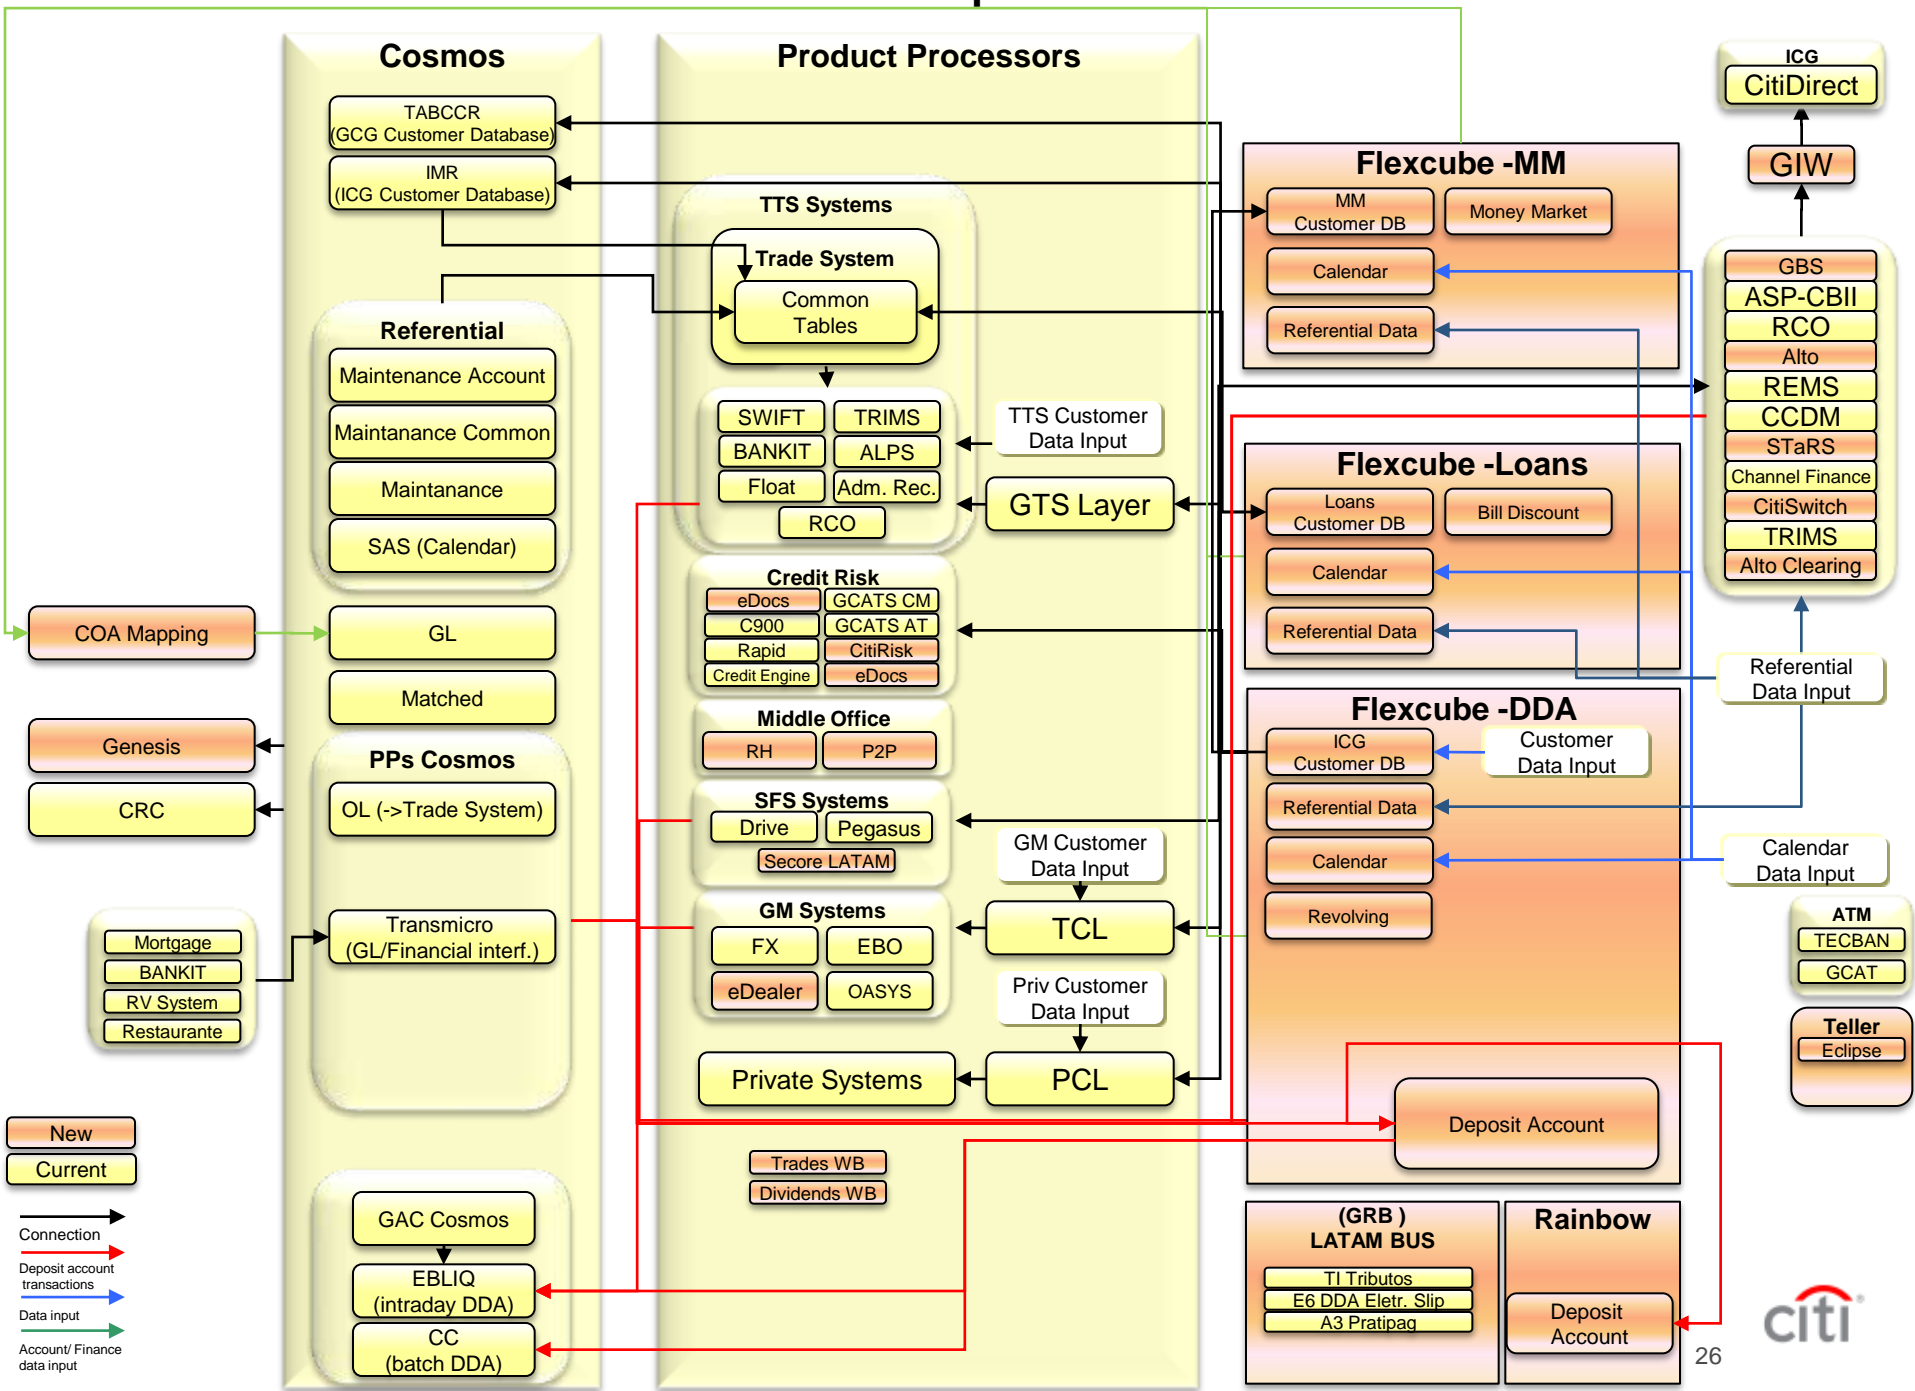 Cosmos
TABCCR
(GCG Customer Database)
IMR
(ICG Customer Database)
Referential
Maintenance Account
Maintanance Common
Maintanance
SAS (Calendar)
COA Mapping
GL
Matched
Genesis
CRC
PPs Cosmos
OL (->Trade System)
Transmicro
(GL/Financial interf.)
Mortgage
BANKIT
RV System
Restaurante
New
Current
Connection
Deposit account
transactions
Data input
Account/ Finance
data input
GAC Cosmos
EBLIQ
(intraday DDA)
CC
(batch DDA)
Product Processors
TTS Systems
Trade System
Common
Tables
SWIFT
TRIMS
BANKIT
ALPS
Float
Adm. Rec.
RCO
TTS Customer
Data Input
GTS Layer
Credit Risk
eDocs
GCATS CM
C900
GCATS AT
Rapid
CitiRisk
Credit Engine
eDocs
Middle Office
RH
P2P
SFS Systems
Drive
Pegasus
Secore LATAM
GM Customer
Data Input
GM Systems
FX
EBO
eDealer
OASYS
TCL
Priv Customer
Data Input
Private Systems
PCL
Trades WB
Dividends WB
Flexcube -MM
MM
Customer DB
Money Market
Calendar
Referential Data
Flexcube -Loans
Loans
Customer DB
Bill Discount
Calendar
Referential Data
Flexcube -DDA
ICG
Customer DB
Customer
Data Input
Referential Data
Calendar
Revolving
Deposit Account
(GRB )
LATAM BUS
TI Tributos
E6 DDA Eletr. Slip
A3 Pratipag
Rainbow
Deposit
Account
ICG
CitiDirect
GIW
GBS
ASP-CBII
RCO
Alto
REMS
CCDM
STaRS
Channel Finance
CitiSwitch
TRIMS
Alto Clearing
Referential
Data Input
Calendar
Data Input
ATM
TECBAN
GCAT
Teller
Eclipse
citi®
26